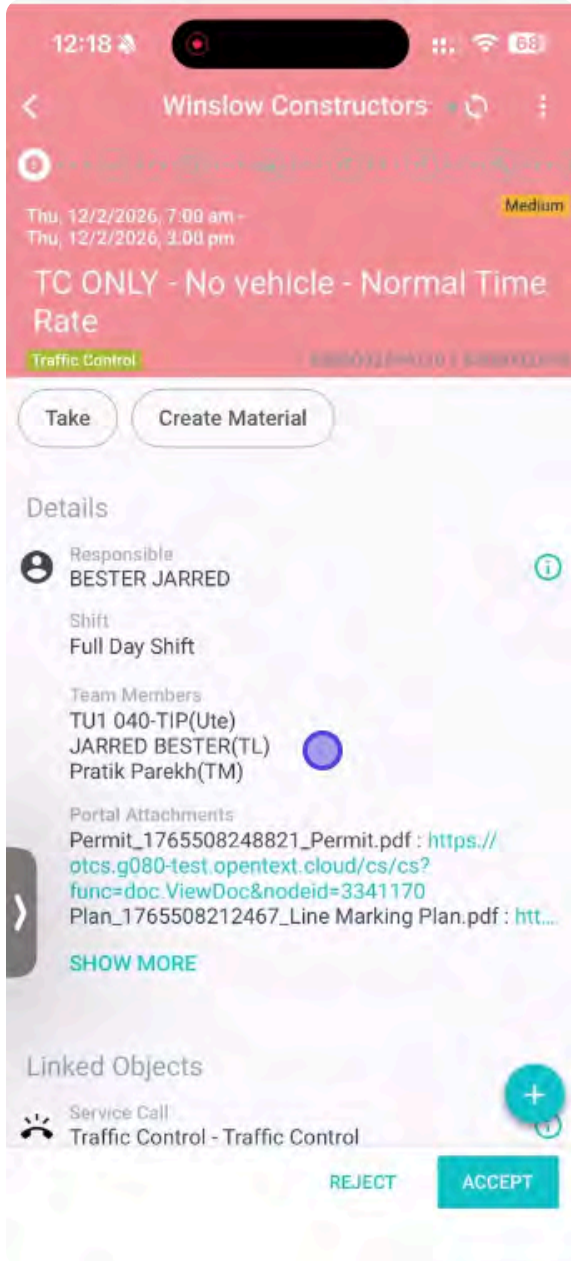 12:18
68
Winslow Constructors
Thu, 12/2/2026, 7:00 am -
Medium
Thu, 12/2/2026, 3:00 pm
TC ONLY - No vehicle - Normal Time
Rate
Traffic Control
Take
Create Material
Details
Responsible
BESTER JARRED
Shift
Full Day Shift
Team Members
TU1 040-TIP(Ute)
JARRED BESTER(TL)
Pratik Parekh(TM)
Portal Attachments
Permit_1765508248821_Permit.pdf : https://
otcs.g080-test.opentext.cloud/cs/cs?
func=doc.ViewDoc&nodeid=3341170
Plan_1765508212467_Line Marking Plan.pdf : htt...
SHOW MORE
Linked Objects
Service Call
Traffic Control - Traffic Control
REJECT
ACCEPT